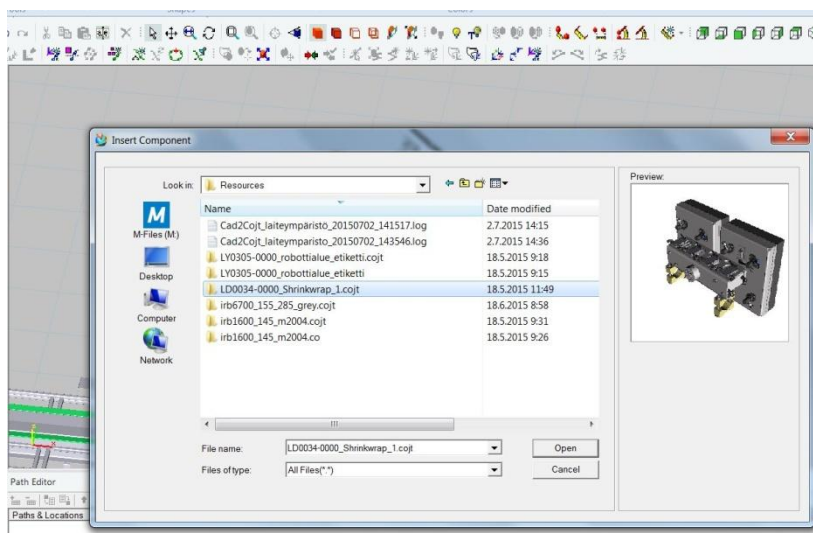 Insert Component
Look in: Resources
Preview:
Name Date modified
Cad2Cojt_laiteymparisto_20150702_141517.log 2.7.2015 14:15
Cad2Cojt_laiteymparisto_20150702_143546.log 2.7.2015 14:36
LY0305-0000_robottialue_etiketti.cojt 18.5.2015 9:18
LY0305-0000_robottialue_etiketti 18.5.2015 9:15
LD0034-0000_Shrinkwrap_1.cojt 18.5.2015 11:49
irb6700_155_285_grey.cojt 18.6.2015 8:58
irb1600_145_m2004.cojt 18.5.2015 9:31
irb1600_145_m2004.co 18.5.2015 9:26
M
M-Files (M:)
Desktop
Computer
Network
File name: LD0034-0000_Shrinkwrap_1.cojt Open
Files of type: All Files(*.*) Cancel
Path Editor
Paths & Locations